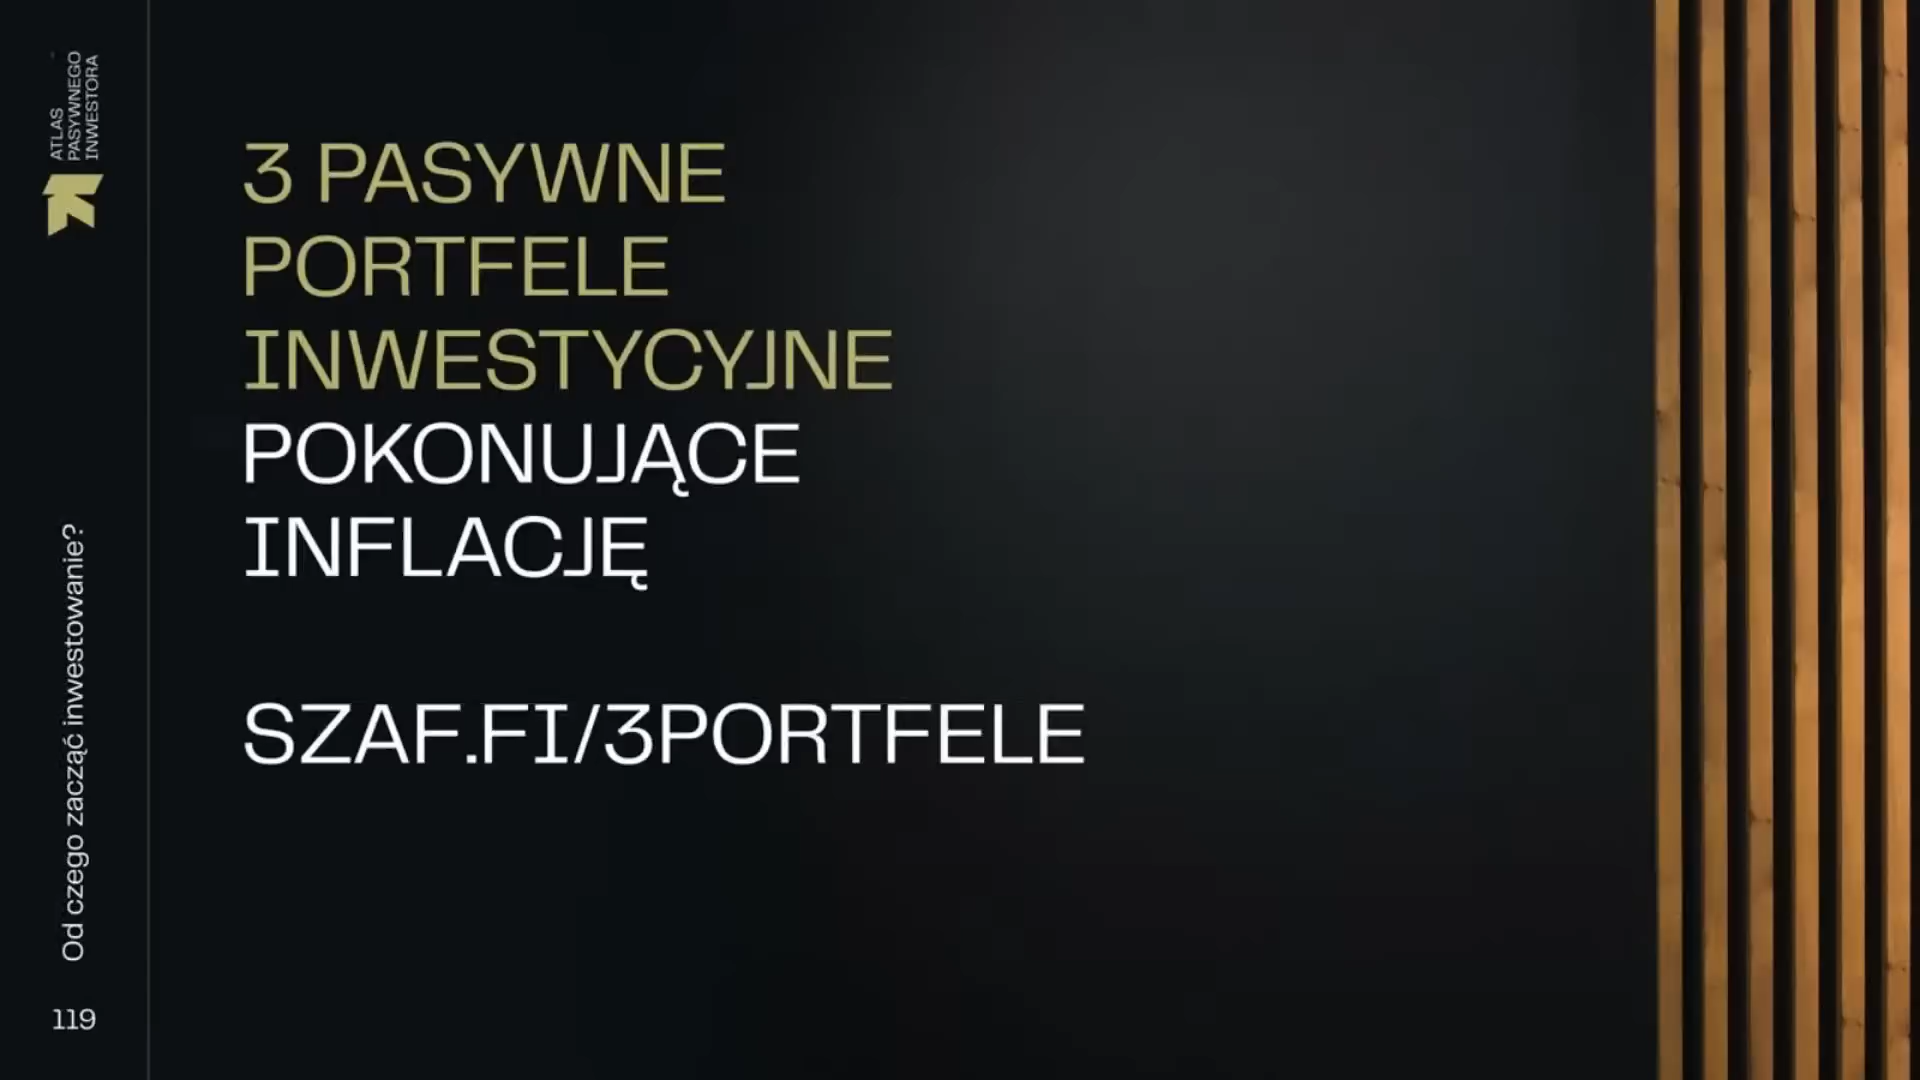 ATLAS
PASYWNEGO
INWESTORA
Od czego zacząć inwestowanie?
119
3 PASYWNE
PORTFELE
INWESTYCYJNE
POKONUJĄCE
INFLACJĘ
SZAF.FI/3PORTFELE